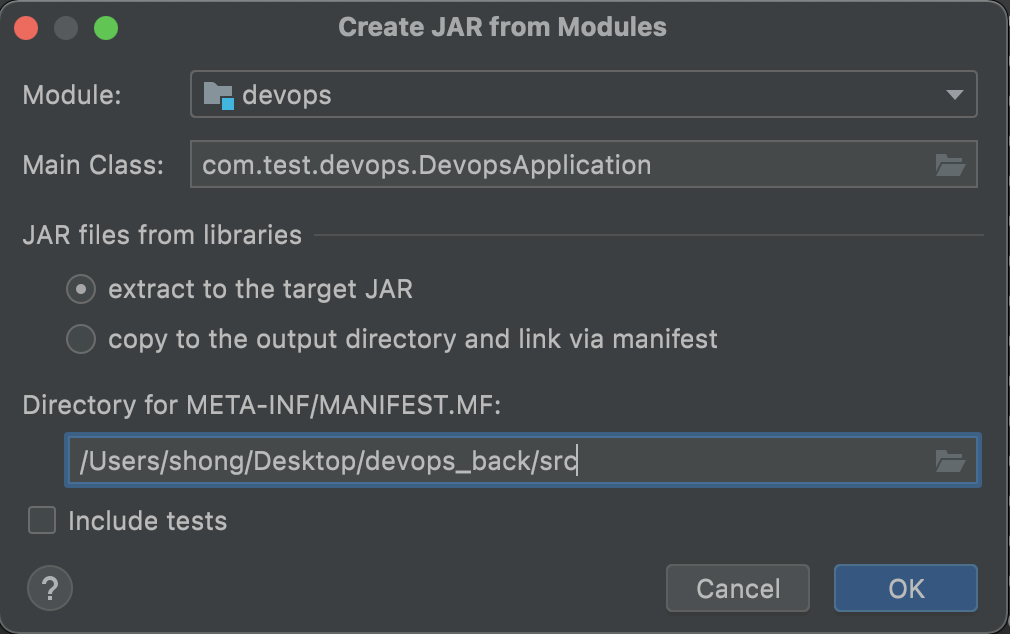 Create JAR from Modules
Module: devops
Main Class: com.test.devops.DevopsApplication
JAR files from libraries
extract to the target JAR
copy to the output directory and link via manifest
Directory for META-INF/MANIFEST.MF:
/Users/shong/Desktop/devops_back/src
Include tests
? Cancel OK